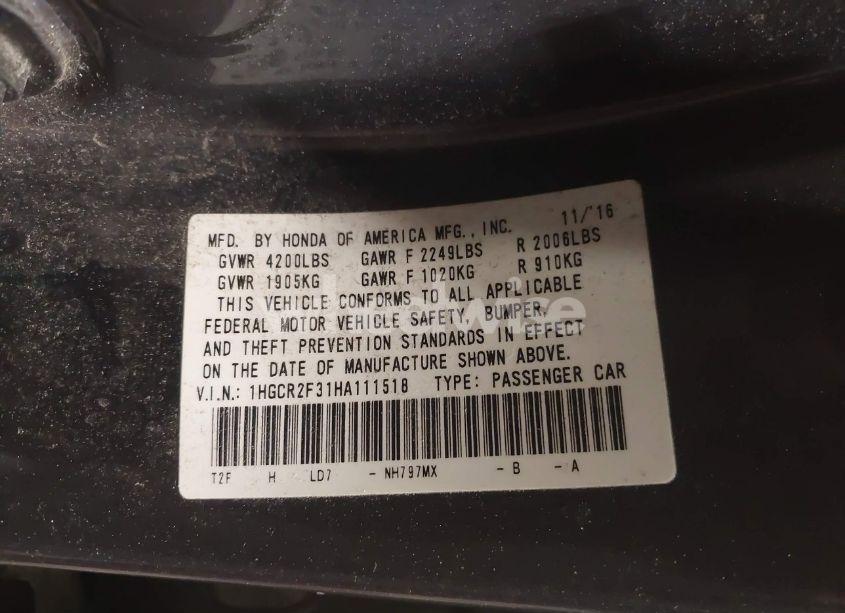 MFD. BY HONDA OF AMERICA MFG., INC. 11/'16
GVWR 4200LBS GAWR F 2249LBS R 2006LBS
GVWR 1905KG GAWR F 1020KG R 910KG
THIS VEHICLE CONFORMS TO ALL APPLICABLE
FEDERAL MOTOR VEHICLE SAFETY, BUMPER,
AND THEFT PREVENTION STANDARDS IN EFFECT
ON THE DATE OF MANUFACTURE SHOWN ABOVE.
V.I.N.: 1HGCR2F31HA111518 TYPE: PASSENGER CAR
T2F H LD7 - NH797MX - B - A